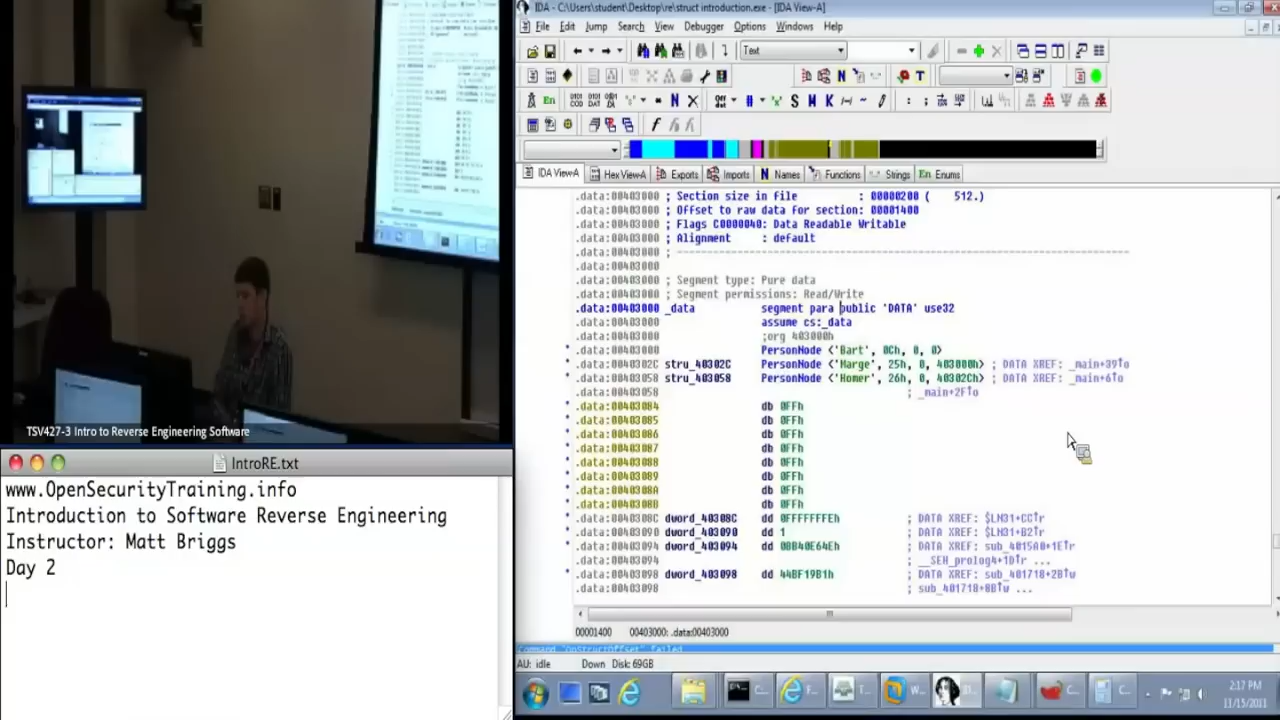 TSV427-3 Intro to Reverse Engineering Software
IntroRE.txt
www.OpenSecurityTraining.info
Introduction to Software Reverse Engineering
Instructor: Matt Briggs
Day 2
IDA - C:\Users\student\Desktop\re\struct introduction.exe - [IDA View-A]
File Edit Jump Search View Debugger Options Windows Help
Text
IDA View-A Hex View-A Exports Imports Names Functions Strings Enums
.data:00403000 ; Section size in file : 00000200 ( 512.)
.data:00403000 ; Offset to raw data for section: 00001400
.data:00403000 ; Flags C0000040: Data Readable Writable
.data:00403000 ; Alignment : default
.data:00403000 ;
.data:00403000
.data:00403000 ; Segment type: Pure data
.data:00403000 ; Segment permissions: Read/Write
.data:00403000 _data segment para public 'DATA' use32
.data:00403000 assume cs:_data
.data:00403000 ;org 403000h
.data:00403000 PersonNode <'Bart', 0Ch, 0, 0>
.data:0040302C stru_40302C PersonNode <'Marge', 25h, 0, 403000h> ; DATA XREF: _main+39↑o
.data:00403058 stru_403058 PersonNode <'Homer', 26h, 0, 40302Ch> ; DATA XREF: _main+6↑o
.data:00403058 ; _main+2F↑o
.data:00403084 db 0FFh
.data:00403085 db 0FFh
.data:00403086 db 0FFh
.data:00403087 db 0FFh
.data:00403088 db 0FFh
.data:00403089 db 0FFh
.data:0040308A db 0FFh
.data:0040308B db 0FFh
.data:0040308C dword_40308C dd 0FFFFFFFEh ; DATA XREF: $LN31+CC↑r
.data:00403090 dword_403090 dd 1 ; DATA XREF: $LN31+B2↑r
.data:00403094 dword_403094 dd 0BB40E64Eh ; DATA XREF: sub_4015A0+1E↑r
.data:00403094 ; __SEH_prolog4+1D↑r ...
.data:00403098 dword_403098 dd 44BF19B1h ; DATA XREF: sub_401718+2B↑w
.data:00403098 ; sub_401718+8B↑w ...
00001400 00403000: .data:00403000
Command "OpStructOffset" failed
AU: idle Down Disk: 69GB
2:17 PM
11/15/2011